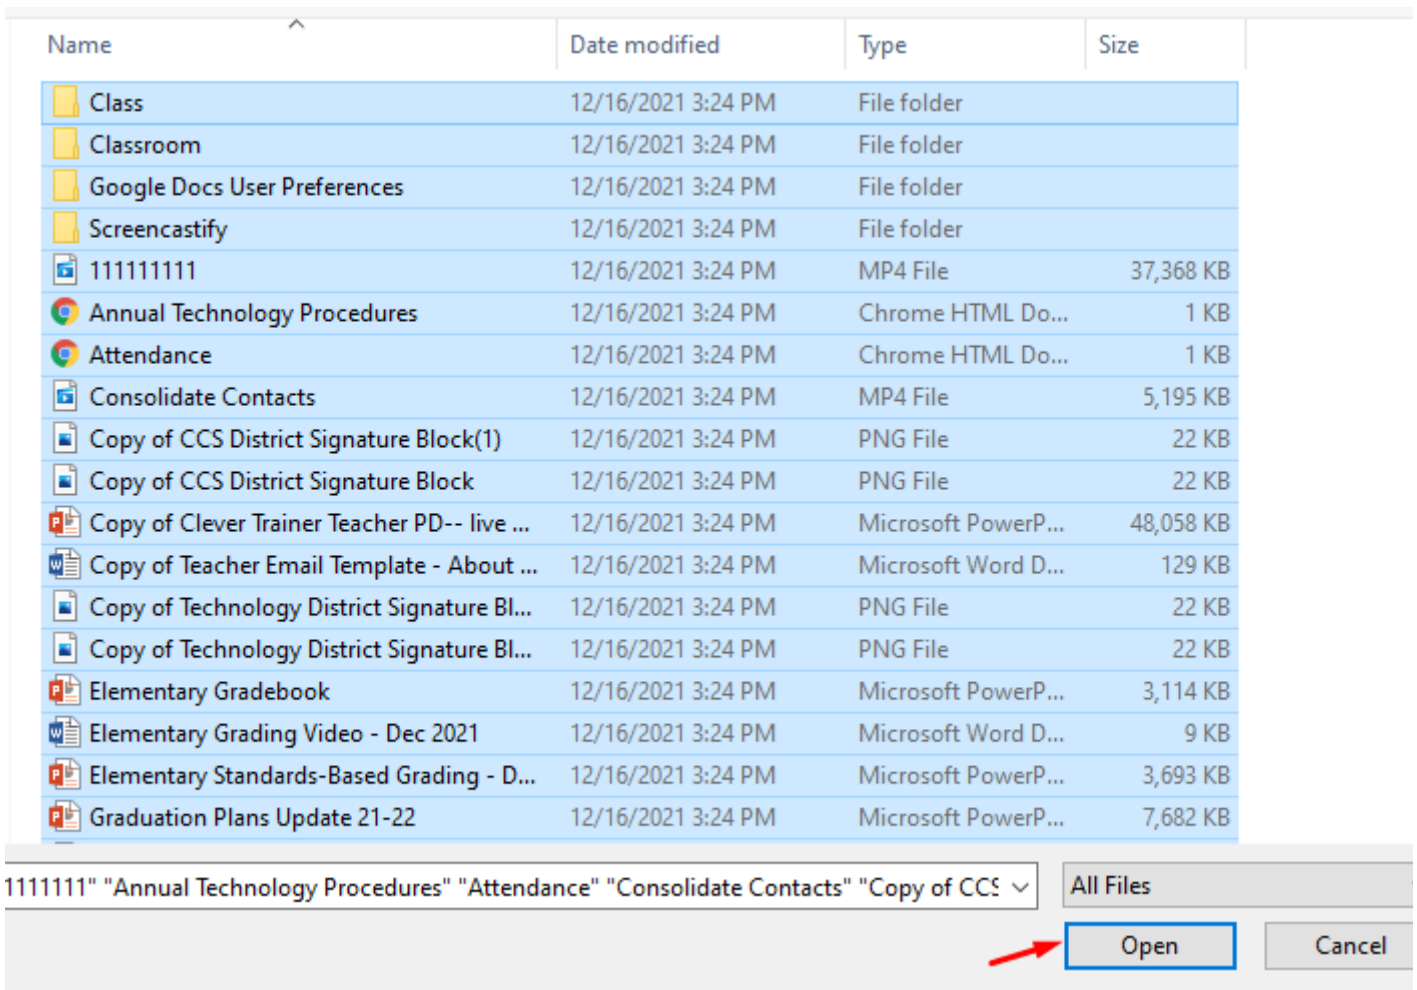 Name Date modified Type Size
Class 12/16/2021 3:24 PM File folder
Classroom 12/16/2021 3:24 PM File folder
Google Docs User Preferences 12/16/2021 3:24 PM File folder
Screencastify 12/16/2021 3:24 PM File folder
111111111 12/16/2021 3:24 PM MP4 File 37,368 KB
Annual Technology Procedures 12/16/2021 3:24 PM Chrome HTML Do... 1 KB
Attendance 12/16/2021 3:24 PM Chrome HTML Do... 1 KB
Consolidate Contacts 12/16/2021 3:24 PM MP4 File 5,195 KB
Copy of CCS District Signature Block(1) 12/16/2021 3:24 PM PNG File 22 KB
Copy of CCS District Signature Block 12/16/2021 3:24 PM PNG File 22 KB
Copy of Clever Trainer Teacher PD-- live ... 12/16/2021 3:24 PM Microsoft PowerP... 48,058 KB
Copy of Teacher Email Template - About ... 12/16/2021 3:24 PM Microsoft Word D... 129 KB
Copy of Technology District Signature Bl... 12/16/2021 3:24 PM PNG File 22 KB
Copy of Technology District Signature Bl... 12/16/2021 3:24 PM PNG File 22 KB
Elementary Gradebook 12/16/2021 3:24 PM Microsoft PowerP... 3,114 KB
Elementary Grading Video - Dec 2021 12/16/2021 3:24 PM Microsoft Word D... 9 KB
Elementary Standards-Based Grading - D... 12/16/2021 3:24 PM Microsoft PowerP... 3,693 KB
Graduation Plans Update 21-22 12/16/2021 3:24 PM Microsoft PowerP... 7,682 KB
1111111" "Annual Technology Procedures" "Attendance" "Consolidate Contacts" "Copy of CCS All Files
Open Cancel